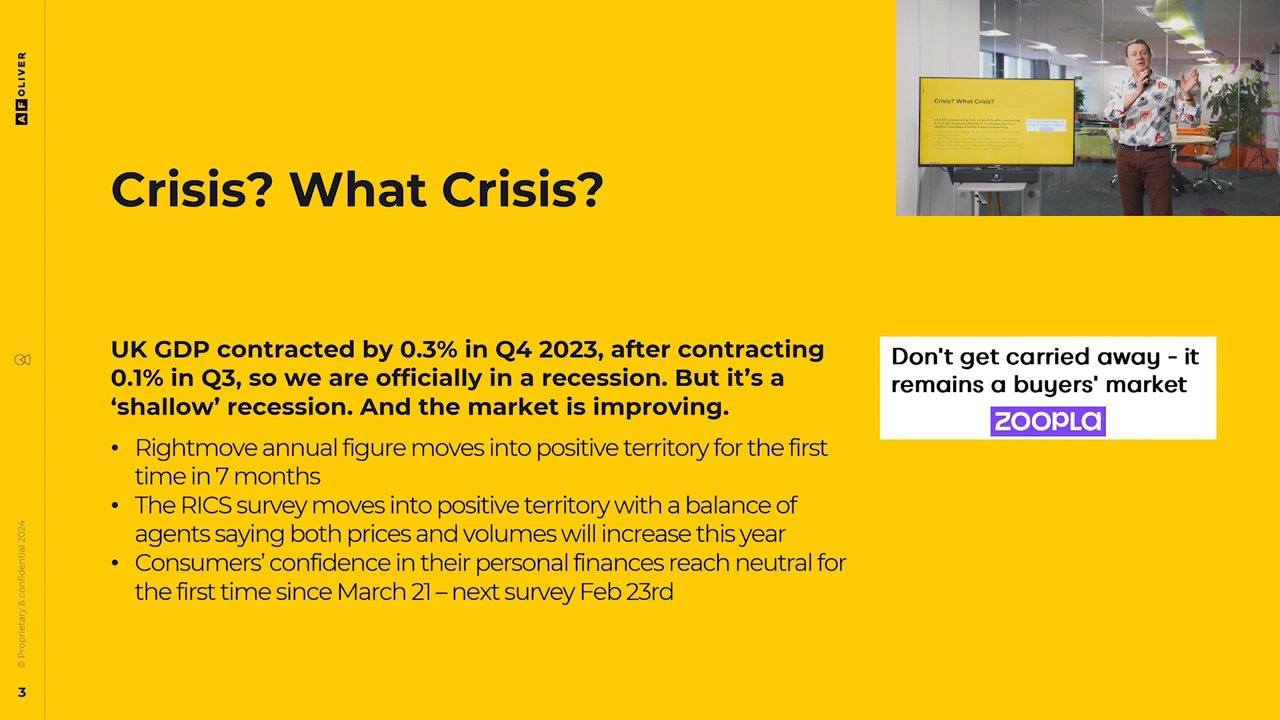 AF OLIVER
Crisis? What Crisis?
Crisis? What Crisis?
UK GDP contracted by 0.3% in Q4 2023, after contracting
0.1% in Q3, so we are officially in a recession. But it’s a
‘shallow’ recession. And the market is improving.
• Rightmove annual figure moves into positive territory for the first
time in 7 months
• The RICS survey moves into positive territory with a balance of
agents saying both prices and volumes will increase this year
• Consumers’ confidence in their personal finances reach neutral for
the first time since March 21 – next survey Feb 23rd
Don't get carried away - it
remains a buyers' market
ZOOPLA
© Proprietary & confidential 2024
3